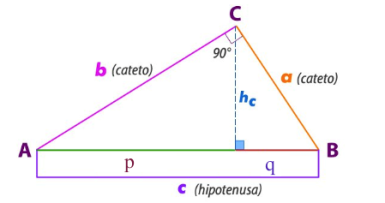 C
90°
b (cateto)
a (cateto)
hc
A
B
p
q
c (hipotenusa)